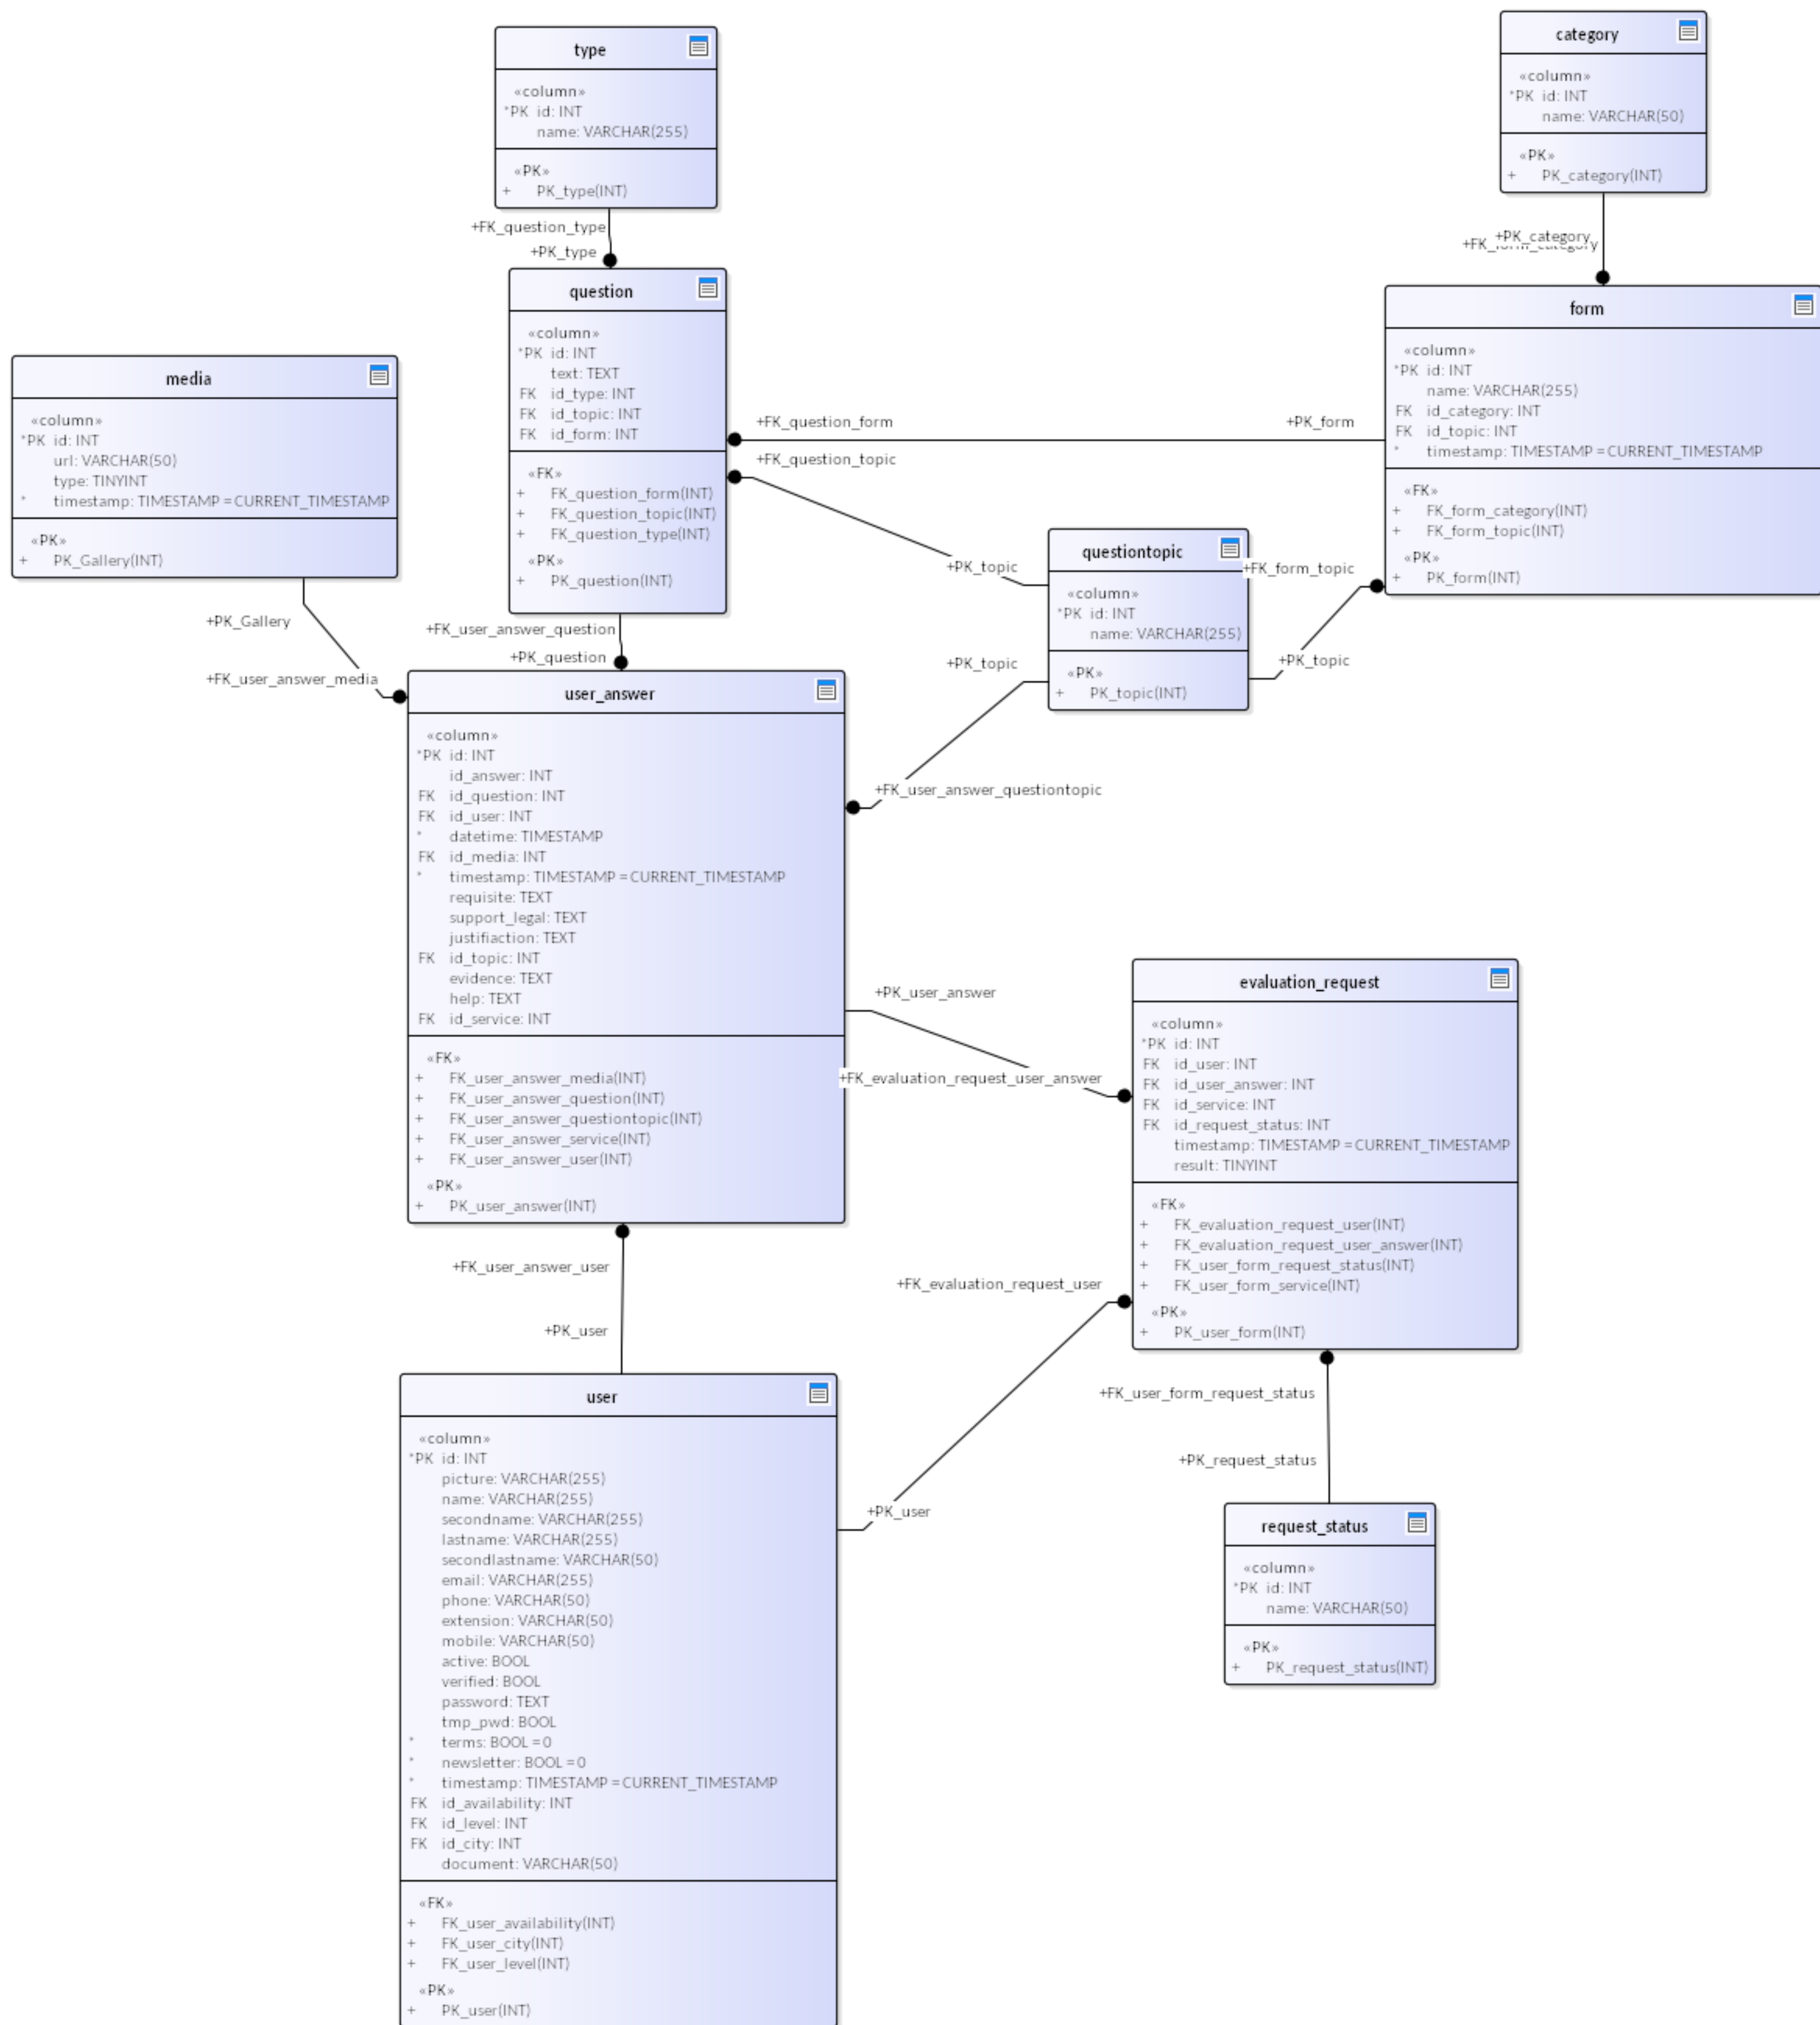 type
«column»
*PK id: INT
name: VARCHAR(255)
«PK»
+ PK_type(INT)
category
«column»
*PK id: INT
name: VARCHAR(50)
«PK»
+ PK_category(INT)
+FK_question_type
+PK_type
+PK_category
+FK_form_category
question
«column»
*PK id: INT
text: TEXT
FK id_type: INT
FK id_topic: INT
FK id_form: INT
«FK»
+ FK_question_form(INT)
+ FK_question_topic(INT)
+ FK_question_type(INT)
«PK»
+ PK_question(INT)
form
«column»
*PK id: INT
name: VARCHAR(255)
FK id_category: INT
FK id_topic: INT
* timestamp: TIMESTAMP = CURRENT_TIMESTAMP
«FK»
+ FK_form_category(INT)
+ FK_form_topic(INT)
«PK»
+ PK_form(INT)
media
«column»
*PK id: INT
url: VARCHAR(50)
type: TINYINT
* timestamp: TIMESTAMP = CURRENT_TIMESTAMP
«PK»
+ PK_Gallery(INT)
+FK_question_form
+PK_form
+FK_question_topic
+PK_topic
questiontopic
«column»
*PK id: INT
name: VARCHAR(255)
«PK»
+ PK_topic(INT)
+FK_form_topic
+PK_topic
+PK_Gallery
+FK_user_answer_media
+FK_user_answer_question
+PK_question
+PK_topic
+FK_user_answer_questiontopic
user_answer
«column»
*PK id: INT
id_answer: INT
FK id_question: INT
FK id_user: INT
* datetime: TIMESTAMP
FK id_media: INT
* timestamp: TIMESTAMP = CURRENT_TIMESTAMP
requisite: TEXT
support_legal: TEXT
justifiaction: TEXT
FK id_topic: INT
evidence: TEXT
help: TEXT
FK id_service: INT
«FK»
+ FK_user_answer_media(INT)
+ FK_user_answer_question(INT)
+ FK_user_answer_questiontopic(INT)
+ FK_user_answer_service(INT)
+ FK_user_answer_user(INT)
«PK»
+ PK_user_answer(INT)
+PK_user_answer
+FK_evaluation_request_user_answer
evaluation_request
«column»
*PK id: INT
FK id_user: INT
FK id_user_answer: INT
FK id_service: INT
FK id_request_status: INT
timestamp: TIMESTAMP = CURRENT_TIMESTAMP
result: TINYINT
«FK»
+ FK_evaluation_request_user(INT)
+ FK_evaluation_request_user_answer(INT)
+ FK_user_form_request_status(INT)
+ FK_user_form_service(INT)
«PK»
+ PK_user_form(INT)
+FK_user_answer_user
+PK_user
+FK_evaluation_request_user
+PK_user
+FK_user_form_request_status
+PK_request_status
user
«column»
*PK id: INT
picture: VARCHAR(255)
name: VARCHAR(255)
secondname: VARCHAR(255)
lastname: VARCHAR(255)
secondlastname: VARCHAR(50)
email: VARCHAR(255)
phone: VARCHAR(50)
extension: VARCHAR(50)
mobile: VARCHAR(50)
active: BOOL
verified: BOOL
password: TEXT
tmp_pwd: BOOL
* terms: BOOL = 0
* newsletter: BOOL = 0
* timestamp: TIMESTAMP = CURRENT_TIMESTAMP
FK id_availability: INT
FK id_level: INT
FK id_city: INT
document: VARCHAR(50)
«FK»
+ FK_user_availability(INT)
+ FK_user_city(INT)
+ FK_user_level(INT)
«PK»
+ PK_user(INT)
request_status
«column»
*PK id: INT
name: VARCHAR(50)
«PK»
+ PK_request_status(INT)